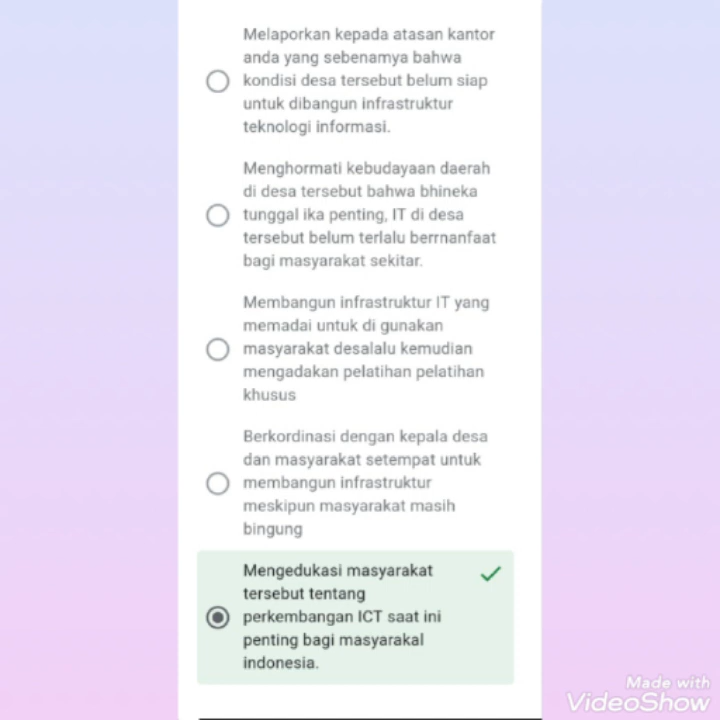 Melaporkan kepada atasan kantor
anda yang sebenamya bahwa
kondisi desa tersebut belum siap
untuk dibangun infrastruktur
teknologi informasi.
Menghormati kebudayaan daerah
di desa tersebut bahwa bhineka
tunggal ika penting, IT di desa
tersebut belum terlalu berrnanfaat
bagi masyarakat sekitar.
Membangun infrastruktur IT yang
memadai untuk di gunakan
masyarakat desalalu kemudian
mengadakan pelatihan pelatihan
khusus
Berkordinasi dengan kepala desa
dan masyarakat setempat untuk
membangun infrastruktur
meskipun masyarakat masih
bingung
Mengedukasi masyarakat
tersebut tentang
perkembangan ICT saat ini
penting bagi masyarakal
indonesia.
Made with
VideoShow